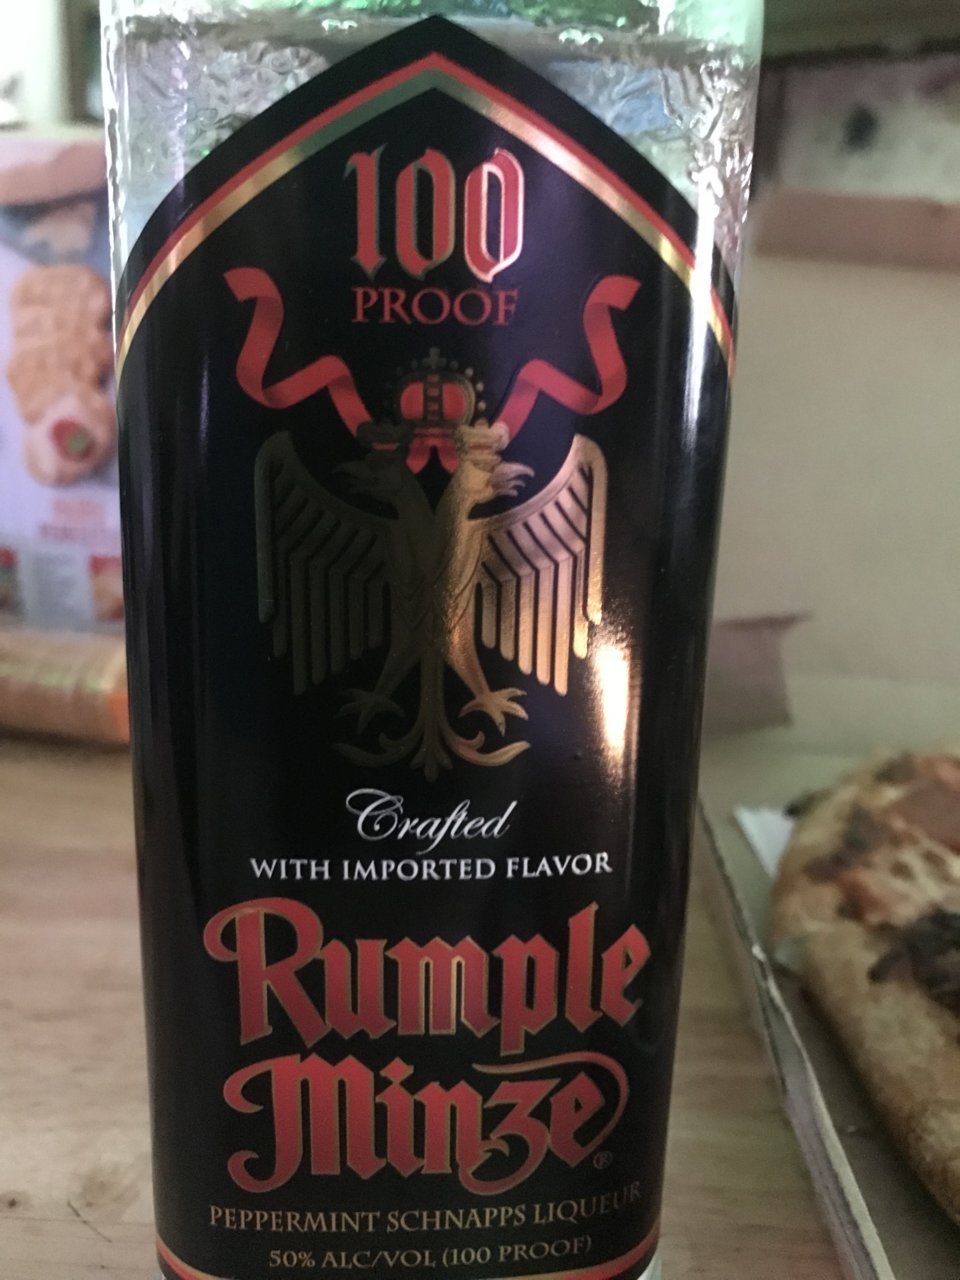 100
PROOF
Crafted
WITH IMPORTED FLAVOR
Rumple
Minze®
PEPPERMINT SCHNAPPS LIQUEUR
50% ALC/VOL (100 PROOF)